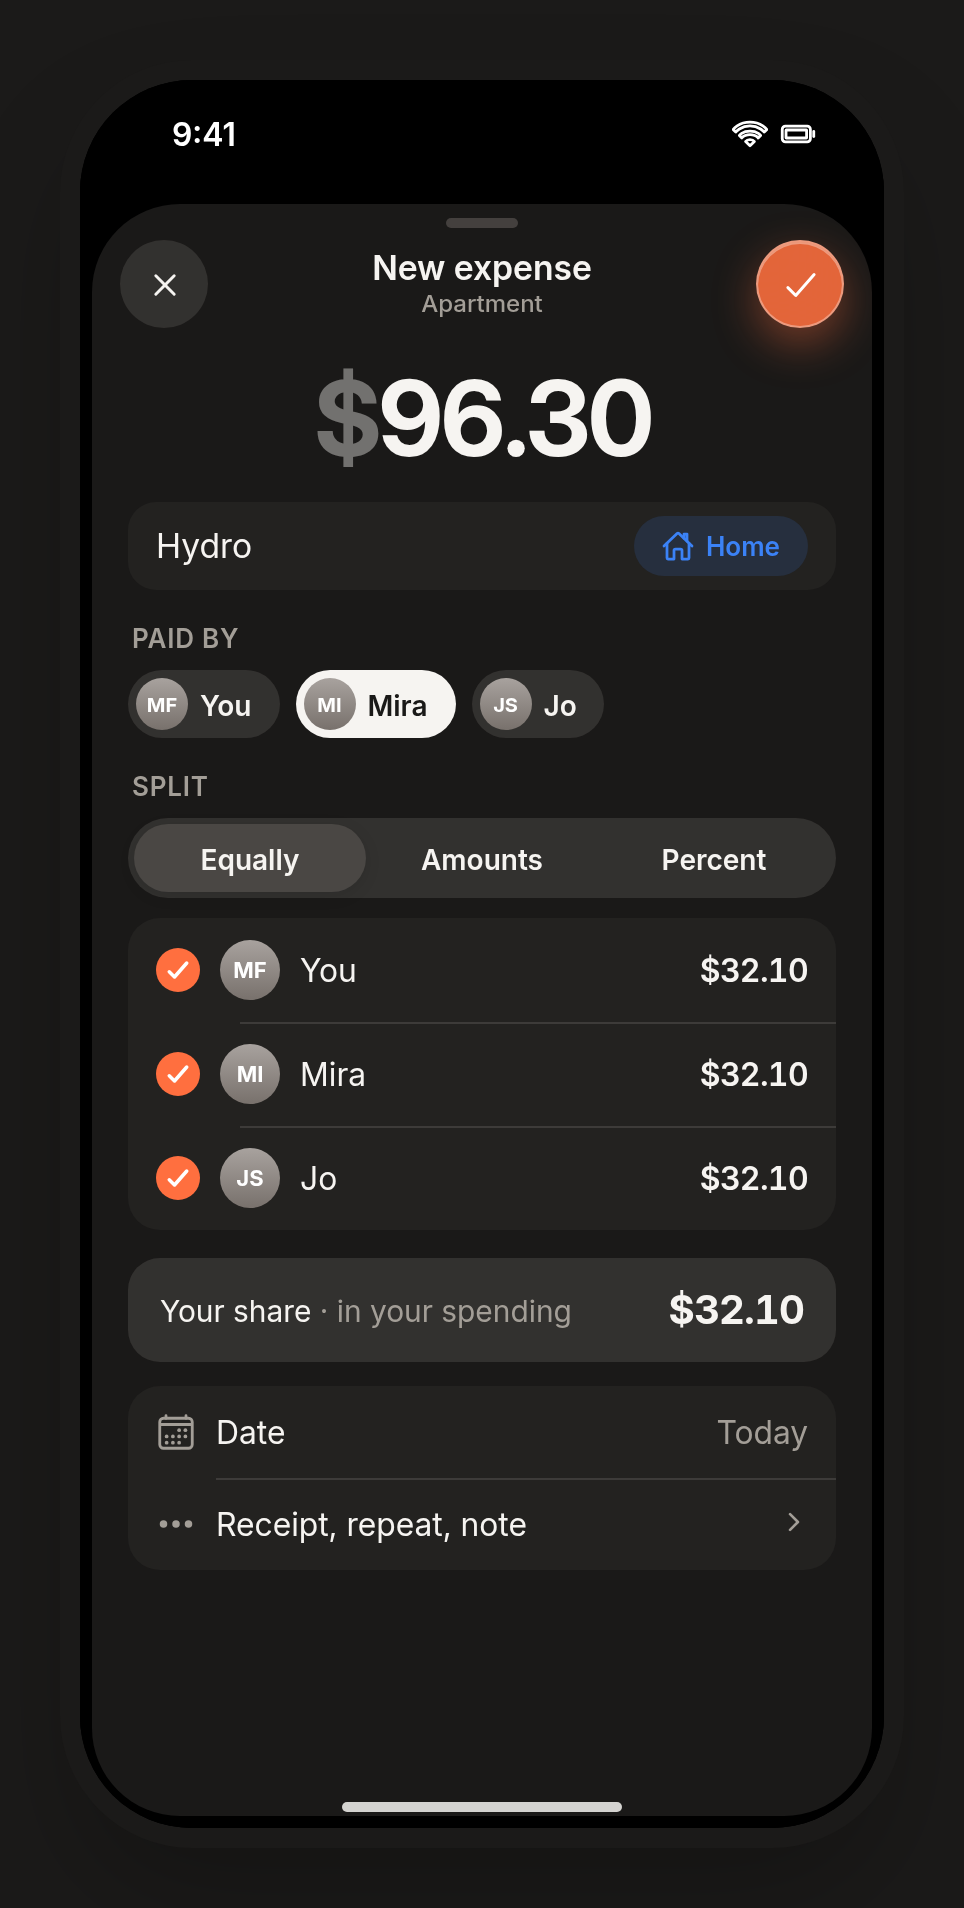 9:41
New expense
Apartment
$96.30
Hydro Home
PAID BY
MF You MI Mira JS Jo
SPLIT
Equally Amounts Percent
MF You $32.10
MI Mira $32.10
JS Jo $32.10
Your share · in your spending $32.10
Date Today
Receipt, repeat, note